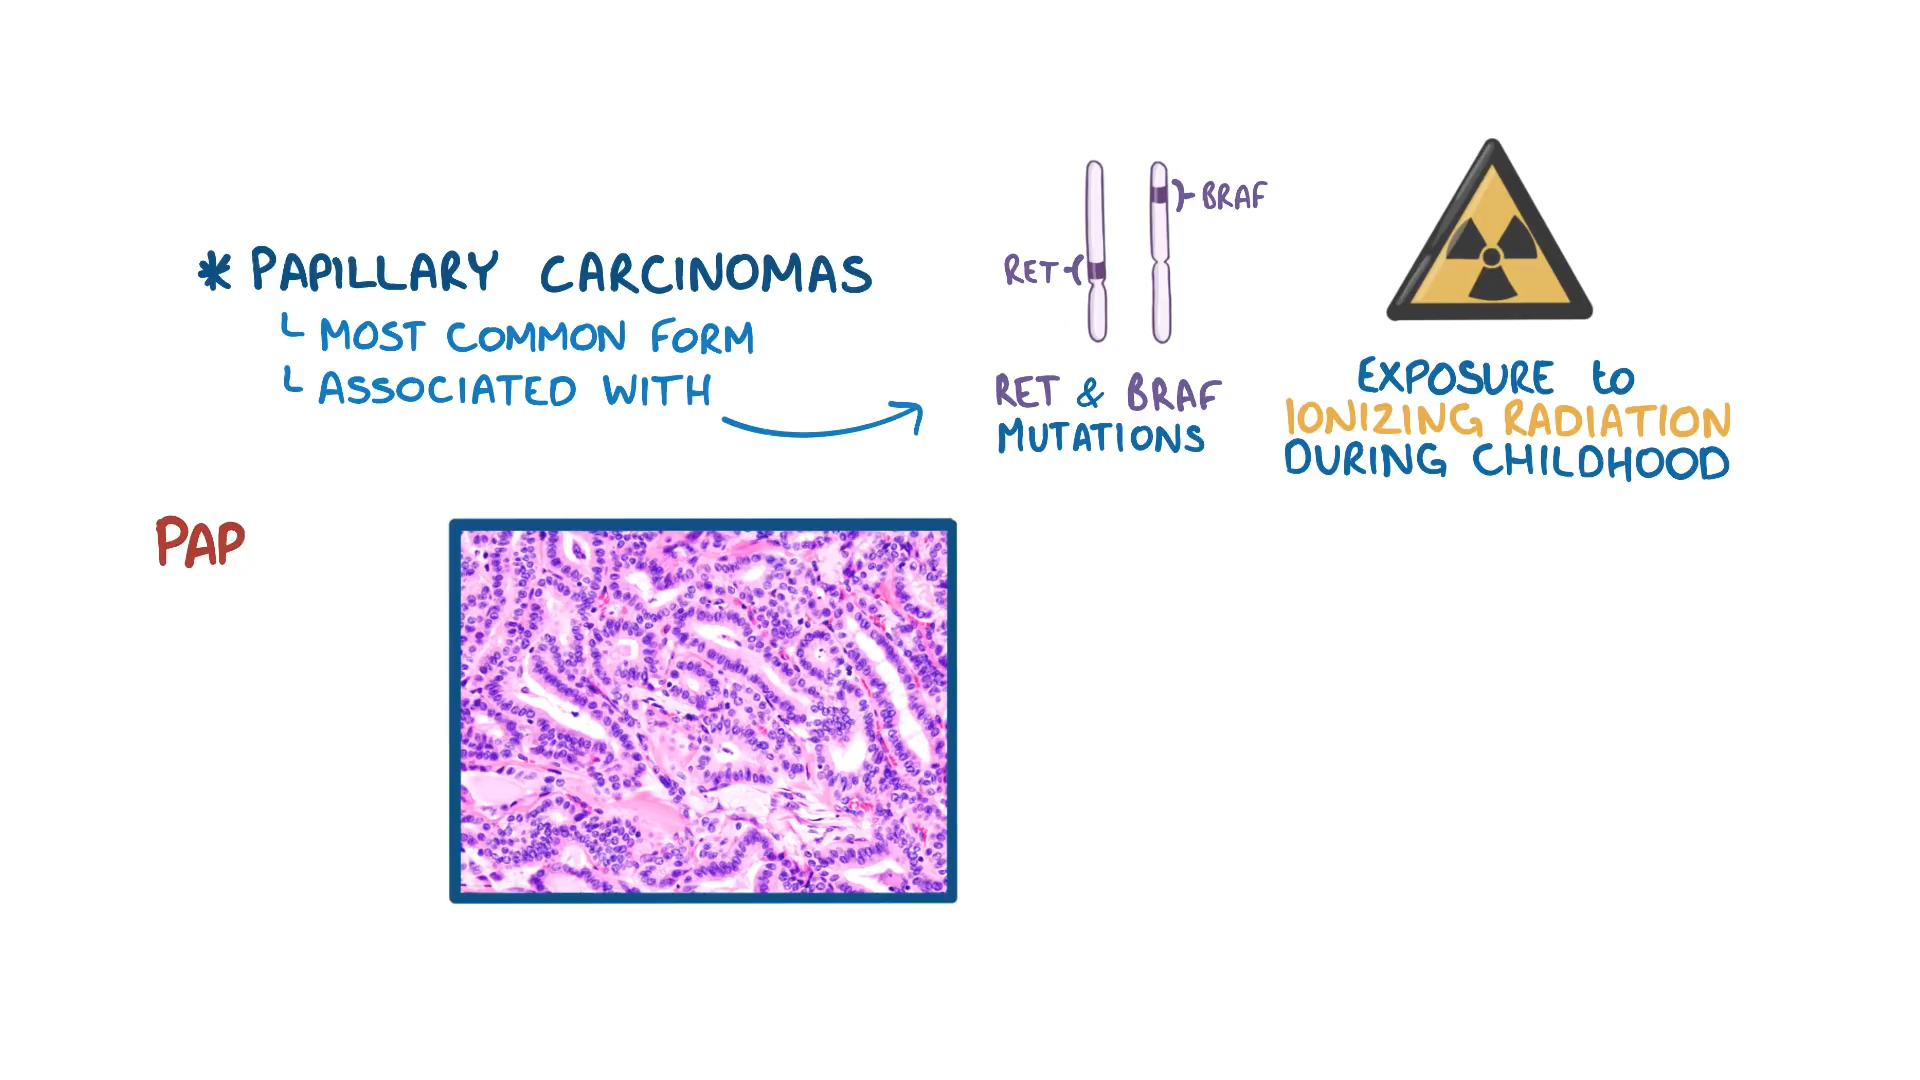 * PAPILLARY CARCINOMAS
└ MOST COMMON FORM
└ ASSOCIATED WITH
RET
BRAF
RET & BRAF
MUTATIONS
EXPOSURE to
IONIZING RADIATION
DURING CHILDHOOD
PAP